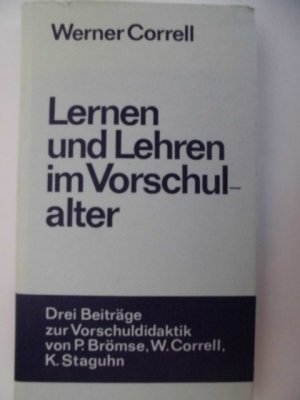 Werner Correll
Lernen
und Lehren
im Vorschul-
alter
Drei Beiträge
zur Vorschuldidaktik
von P. Brömse, W. Correll,
K. Staguhn